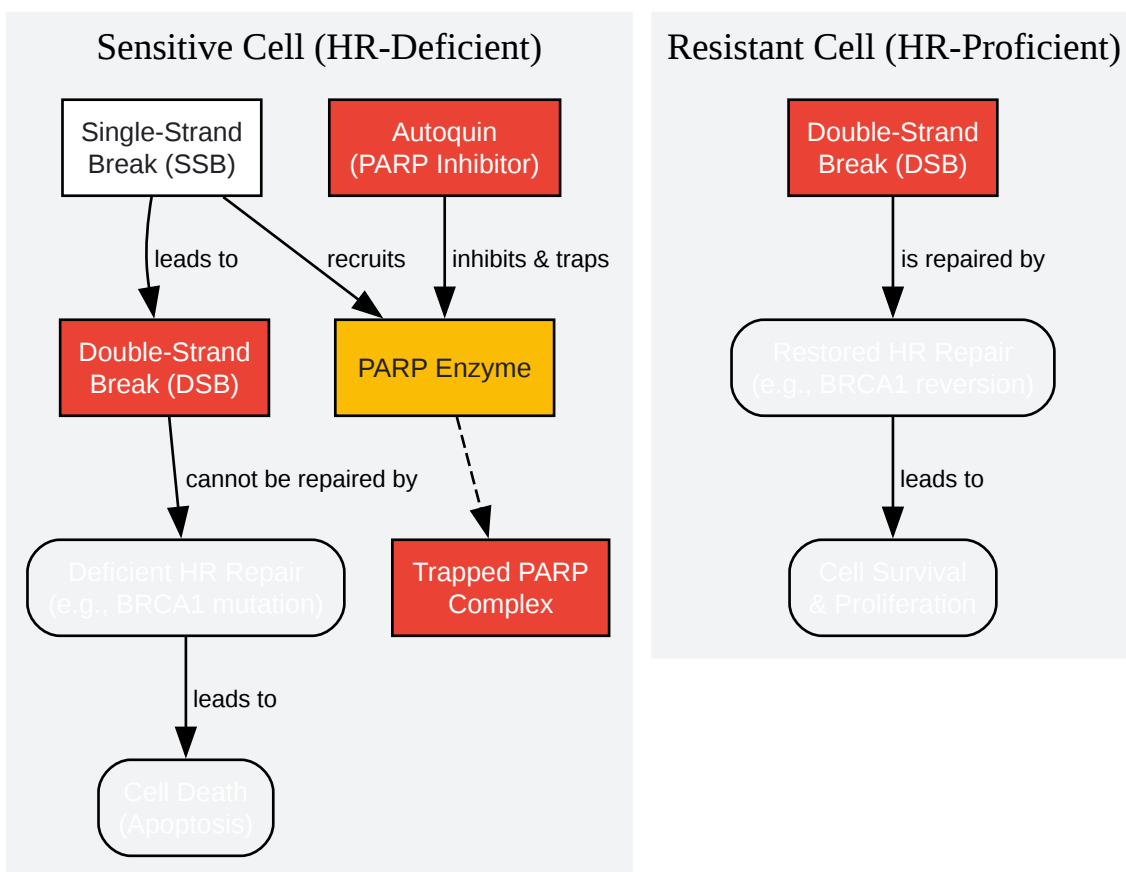 Sensitive Cell (HR-Deficient)
Single-Strand
Break (SSB)
Autoquin
(PARP Inhibitor)
leads to
recruits
inhibits & traps
Double-Strand
Break (DSB)
PARP Enzyme
cannot be repaired by
Deficient HR Repair
(e.g., BRCA1 mutation)
Trapped PARP
Complex
leads to
Cell Death
(Apoptosis)
Resistant Cell (HR-Proficient)
Double-Strand
Break (DSB)
is repaired by
Restored HR Repair
(e.g., BRCA1 reversion)
leads to
Cell Survival
& Proliferation